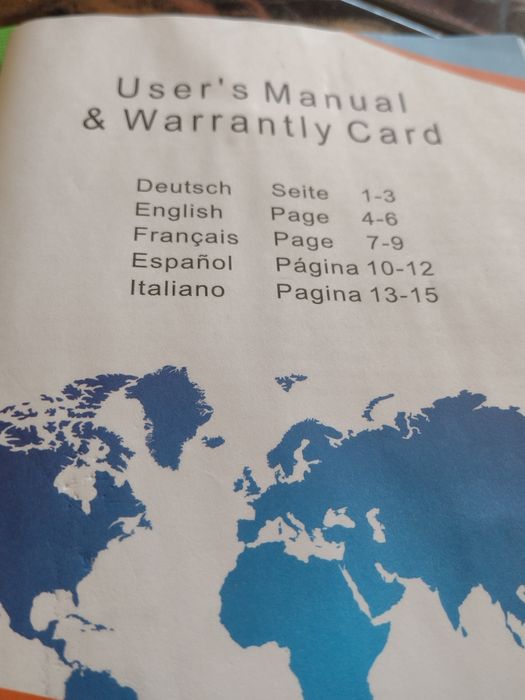 User's Manual
& Warrantly Card
Deutsch Seite 1-3
English Page 4-6
Français Page 7-9
Español Página 10-12
Italiano Pagina 13-15